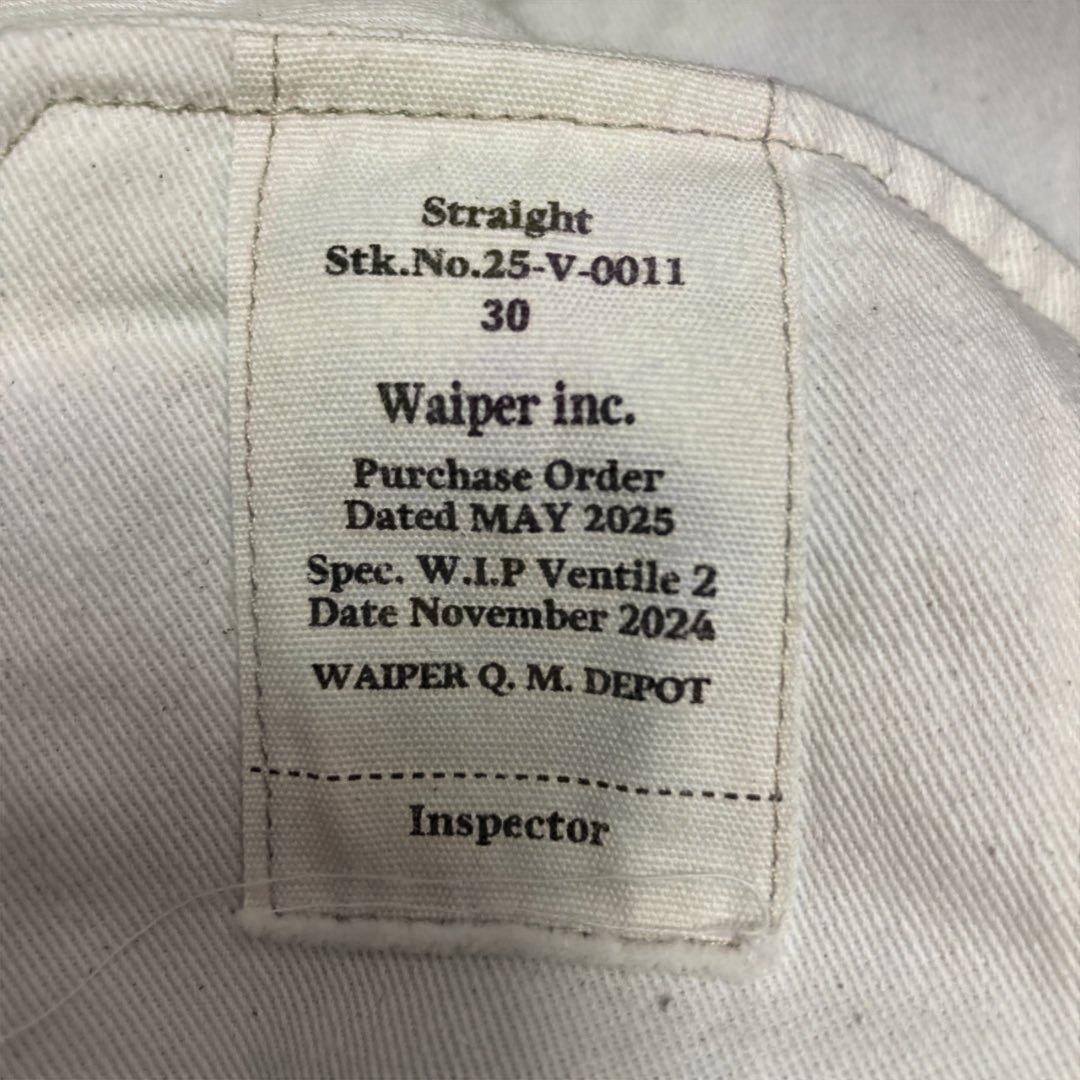 Straight
Stk.No.25-V-0011
30
Waiper inc.
Purchase Order
Dated MAY 2025
Spec. W.I.P Ventile 2
Date November 2024
WAIPER Q. M. DEPOT
Inspector